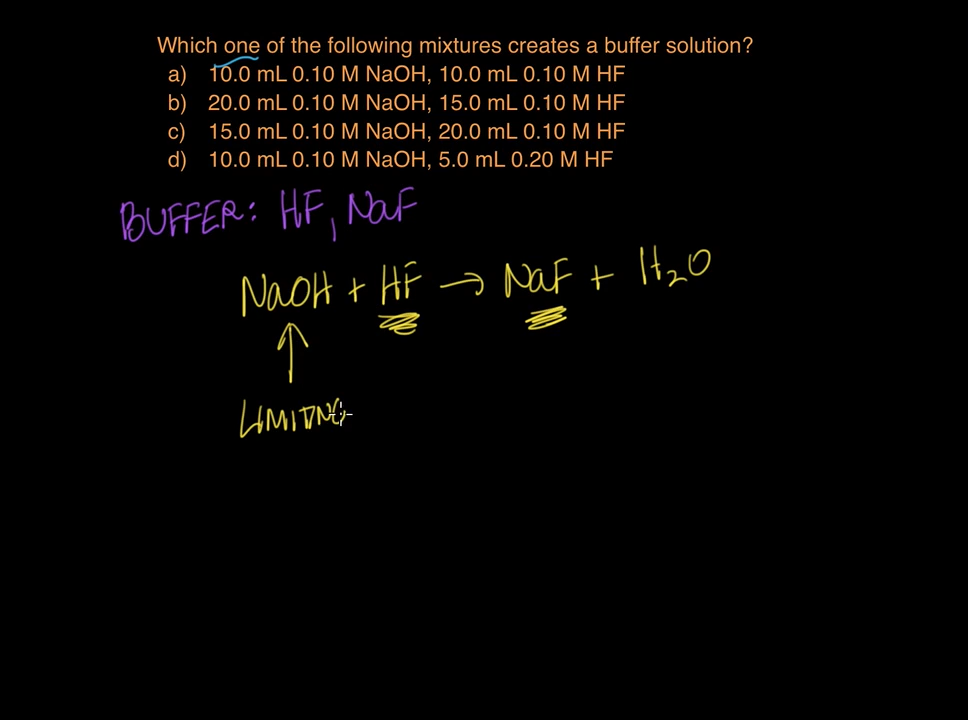 Which one of the following mixtures creates a buffer solution?
a) 10.0 mL 0.10 M NaOH, 10.0 mL 0.10 M HF
b) 20.0 mL 0.10 M NaOH, 15.0 mL 0.10 M HF
c) 15.0 mL 0.10 M NaOH, 20.0 mL 0.10 M HF
d) 10.0 mL 0.10 M NaOH, 5.0 mL 0.20 M HF
BUFFER: HF, NaF
NaOH + HF → NaF + H₂O
LIMITING